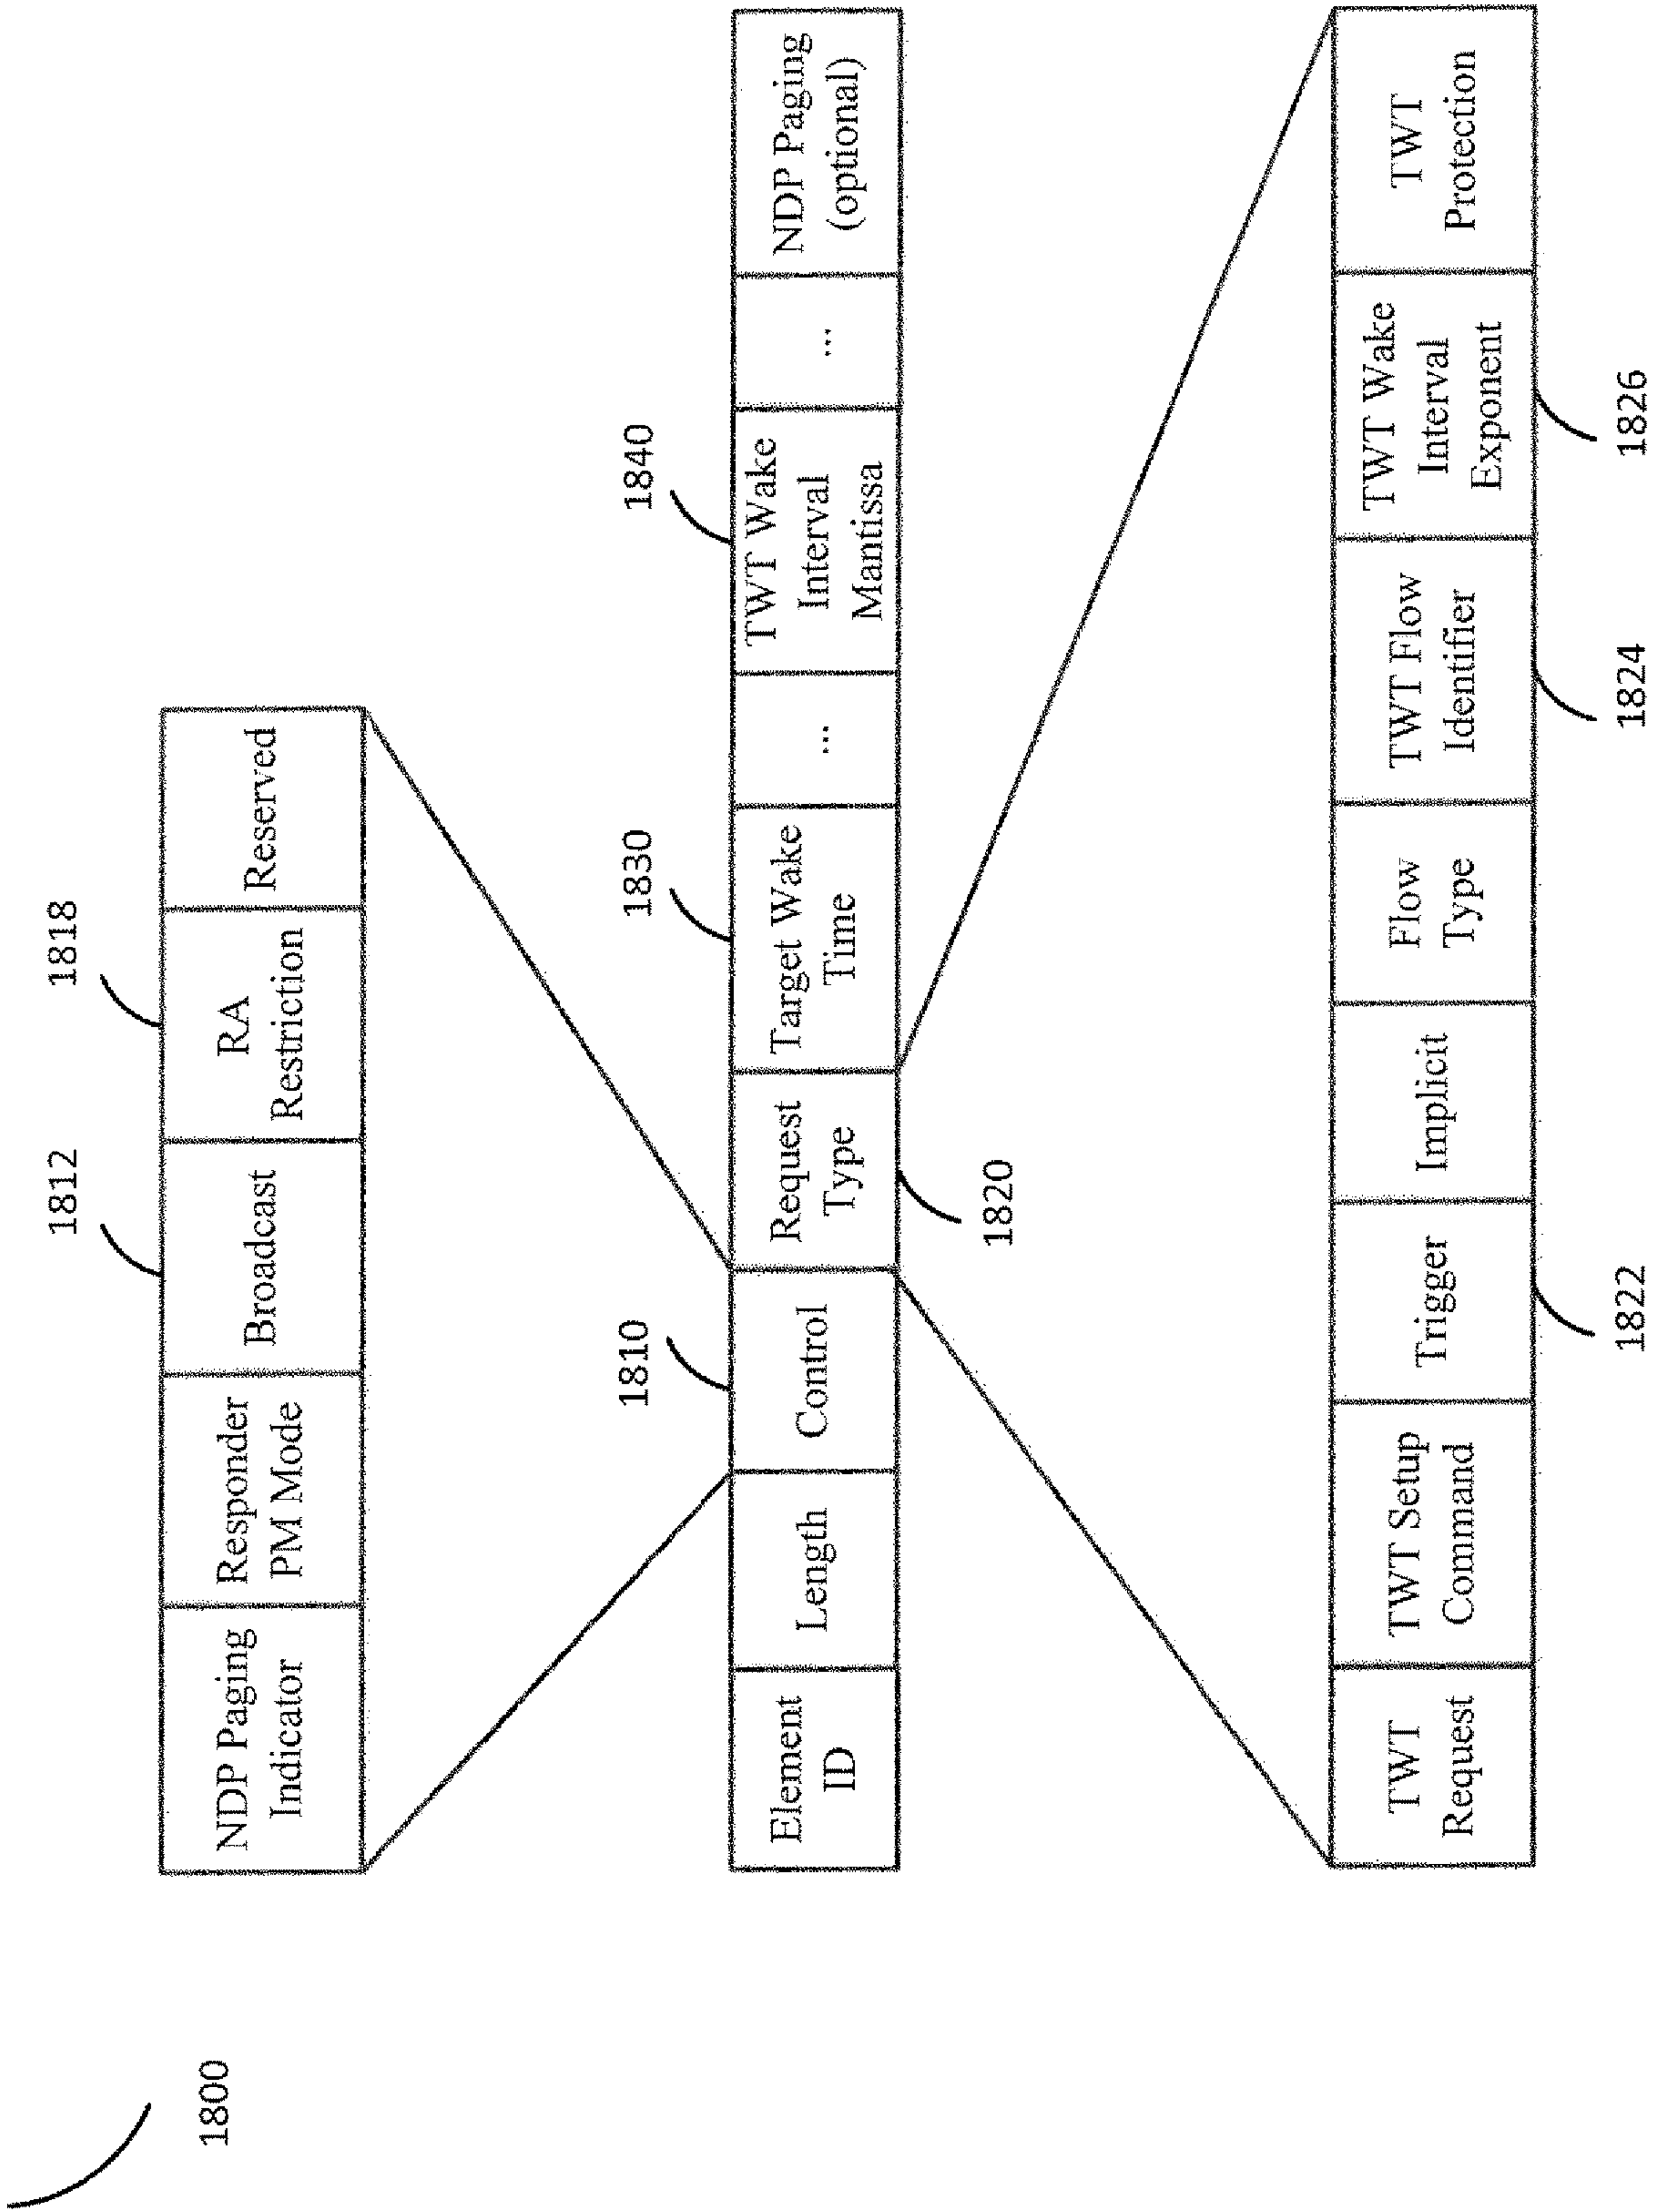 1800
1812
1818
NDP Paging
Indicator
Responder
PM Mode
Broadcast
RA
Restriction
Reserved
1810
1830
1840
Element
ID
Length
Control
Request
Type
Target Wake
Time
...
TWT Wake
Interval
Mantissa
...
NDP Paging
(optional)
1820
TWT
Request
TWT Setup
Command
Trigger
Implicit
Flow
Type
TWT Flow
Identifier
TWT Wake
Interval
Exponent
TWT
Protection
1822
1824
1826